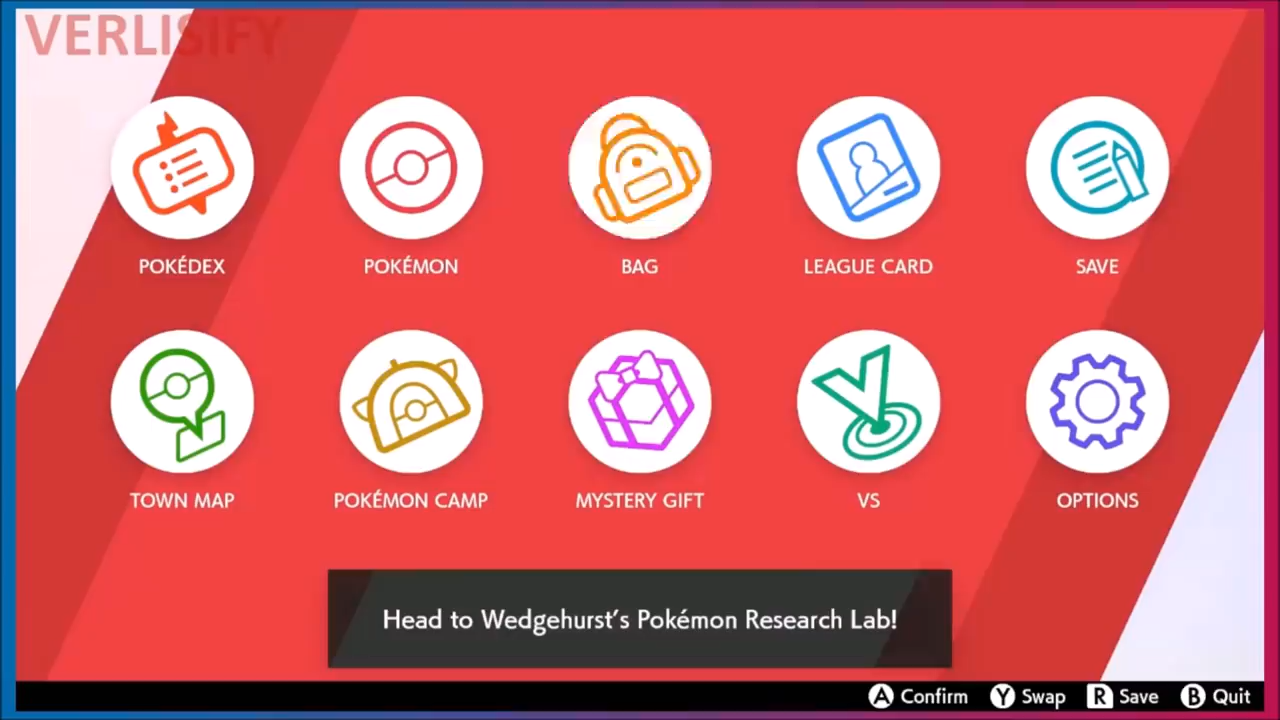 VERLISIFY
POKÉDEX
POKÉMON
BAG
LEAGUE CARD
SAVE
TOWN MAP
POKÉMON CAMP
MYSTERY GIFT
VS
OPTIONS
Head to Wedgehurst's Pokémon Research Lab!
A Confirm Y Swap R Save B Quit